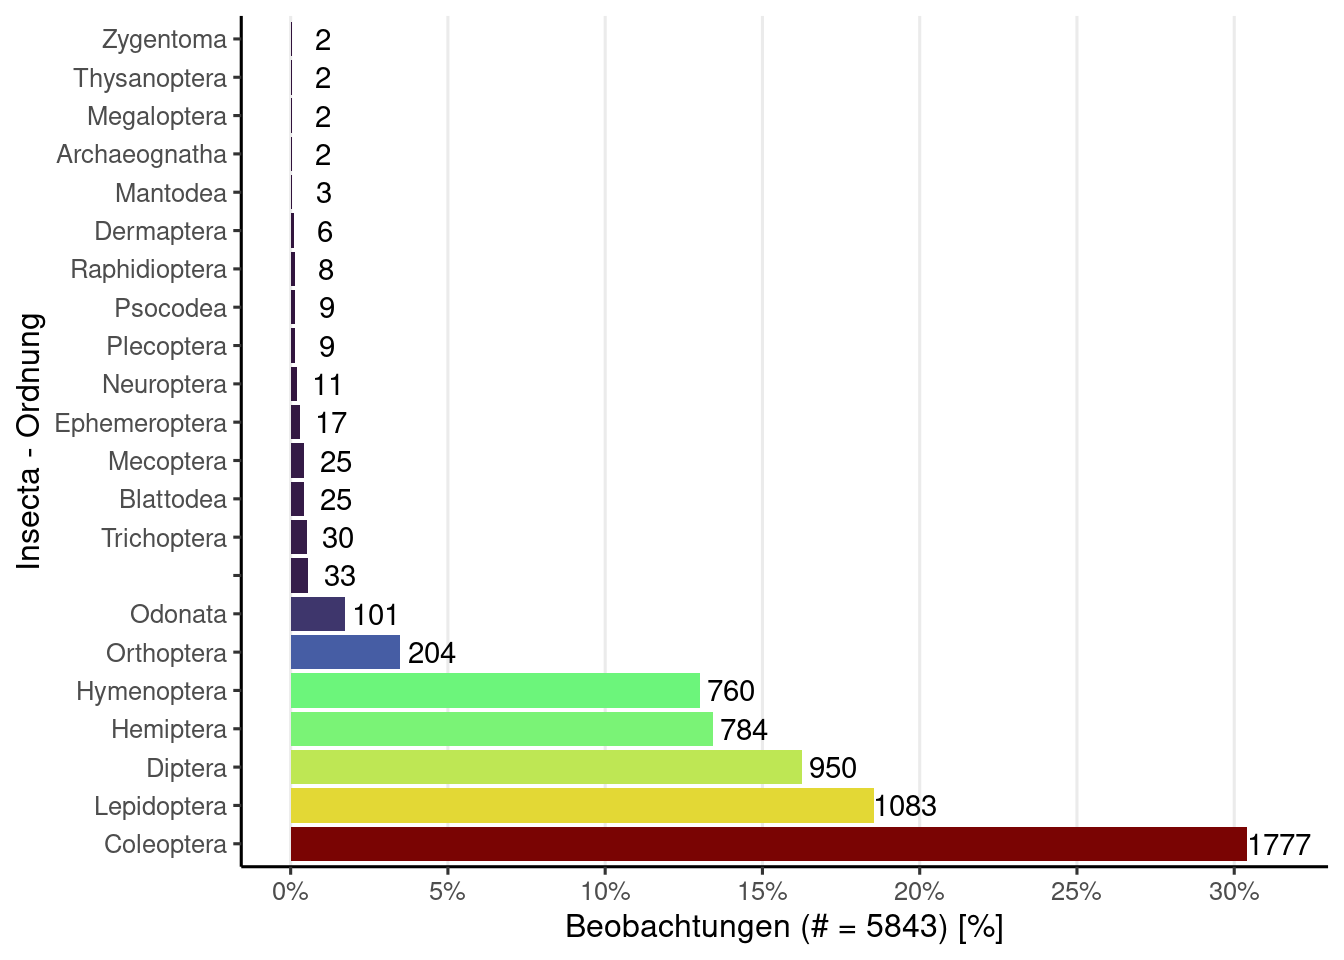 Zygentoma 2
Thysanoptera 2
Megaloptera 2
Archaeognatha 2
Mantodea 3
Dermaptera 6
Raphidioptera 8
Psocodea 9
Plecoptera 9
Neuroptera 11
Ephemeroptera 17
Mecoptera 25
Blattodea 25
Trichoptera 30
33
Odonata 101
Orthoptera 204
Hymenoptera 760
Hemiptera 784
Diptera 950
Lepidoptera 1083
Coleoptera 1777
Insecta - Ordnung
0% 5% 10% 15% 20% 25% 30%
Beobachtungen (# = 5843) [%]